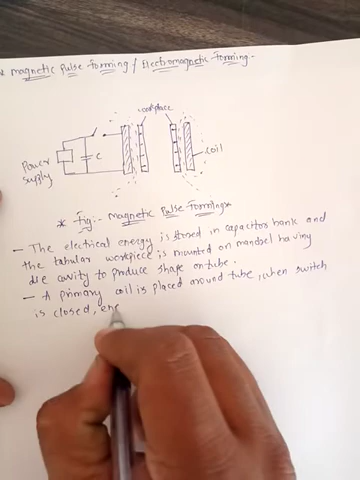 * Magnetic Pulse Forming / Electromagnetic Forming -
workpiece
Power
supply
C
coil
* Fig:- Magnetic Pulse Forming *
- The electrical energy is stored in capacitor bank and
the tabular workpiece is mounted on mandrel having
die cavity to produce shape on tube.
- A primary coil is placed around tube, when switch
is closed, ene